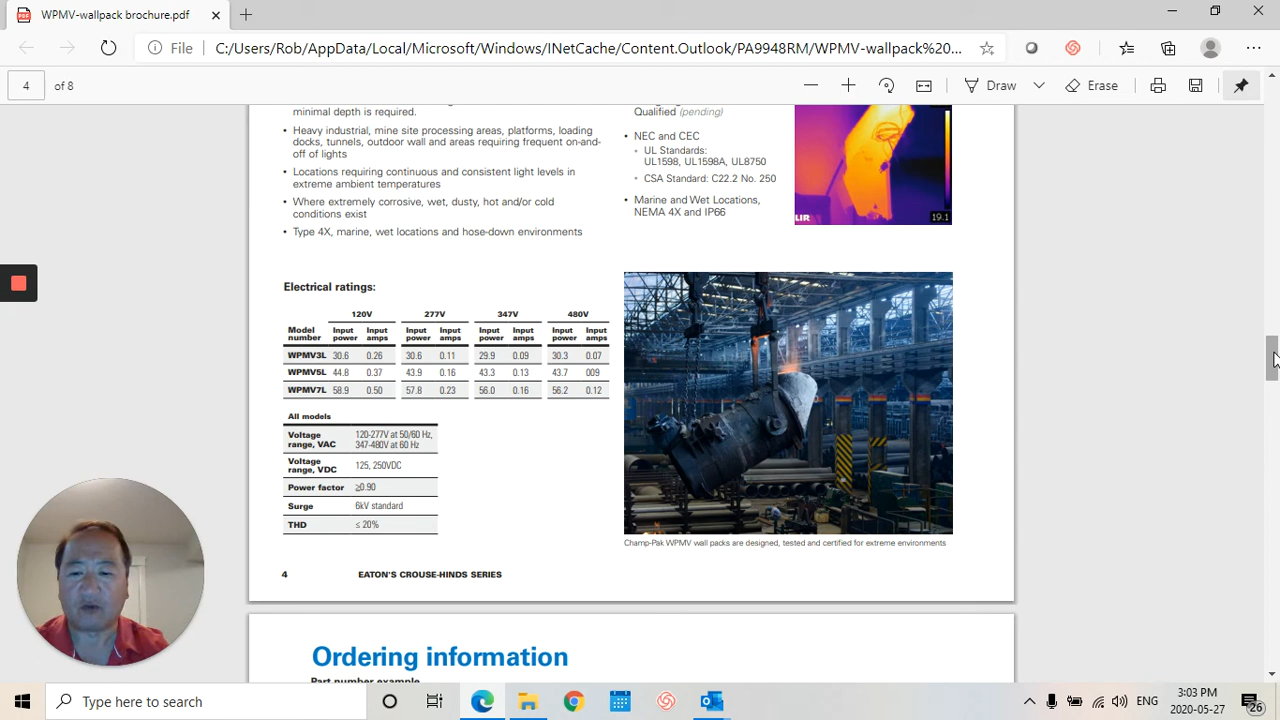 WPMV-wallpack brochure.pdf
File C:/Users/Rob/AppData/Local/Microsoft/Windows/INetCache/Content.Outlook/PA9948RM/WPMV-wallpack%20...
4 of 8 Draw Erase
minimal depth is required.
• Heavy industrial, mine site processing areas, platforms, loading
docks, tunnels, outdoor wall and areas requiring frequent on-and-
off of lights
• Locations requiring continuous and consistent light levels in
extreme ambient temperatures
• Where extremely corrosive, wet, dusty, hot and/or cold
conditions exist
• Type 4X, marine, wet locations and hose-down environments
Qualified (pending)
• NEC and CEC
◦ UL Standards:
UL1598, UL1598A, UL8750
◦ CSA Standard: C22.2 No. 250
• Marine and Wet Locations,
NEMA 4X and IP66
LIR 19.1
Electrical ratings:
120V 277V 347V 480V
Model number Input power Input amps Input power Input amps Input power Input amps Input power Input amps
WPMV3L 30.6 0.26 30.6 0.11 29.9 0.09 30.3 0.07
WPMV5L 44.8 0.37 43.9 0.16 43.3 0.13 43.7 009
WPMV7L 58.9 0.50 57.8 0.23 56.0 0.16 56.2 0.12
All models
Voltage range, VAC 120-277V at 50/60 Hz, 347-480V at 60 Hz
Voltage range, VDC 125, 250VDC
Power factor ≥0.90
Surge 6kV standard
THD ≤ 20%
Champ-Pak WPMV wall packs are designed, tested and certified for extreme environments
4 EATON'S CROUSE-HINDS SERIES
Ordering information
Part number example
Type here to search
ENG
3:03 PM
2020-05-27
26